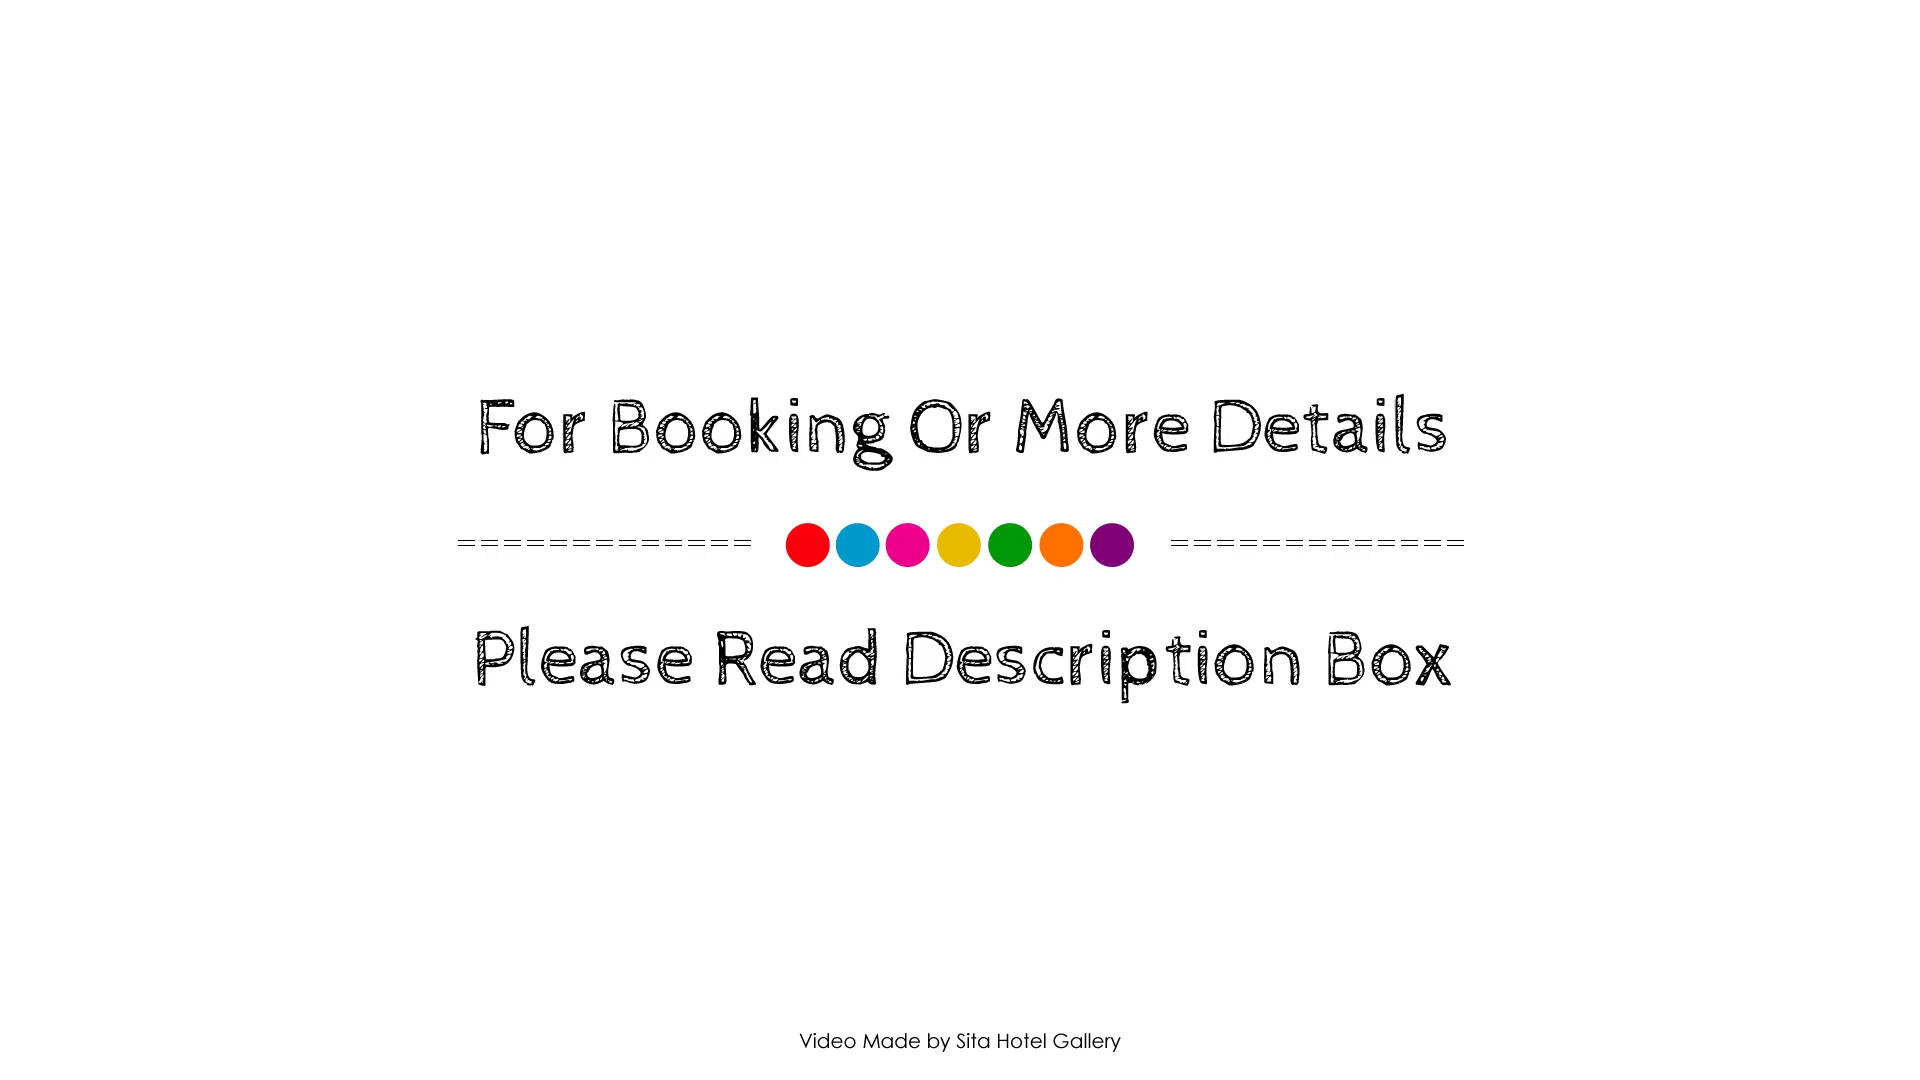 For Booking Or More Details
============= =============
Please Read Description Box
Video Made by Sita Hotel Gallery